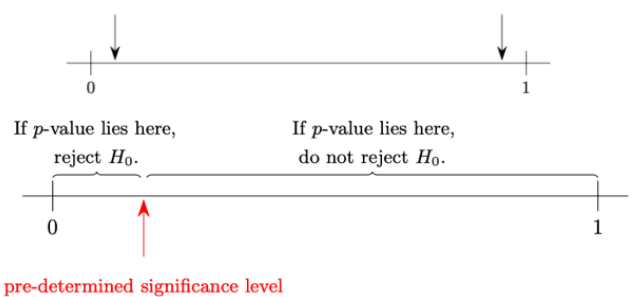 0 1
If p-value lies here, If p-value lies here,
reject H₀. do not reject H₀.
0 1
pre-determined significance level